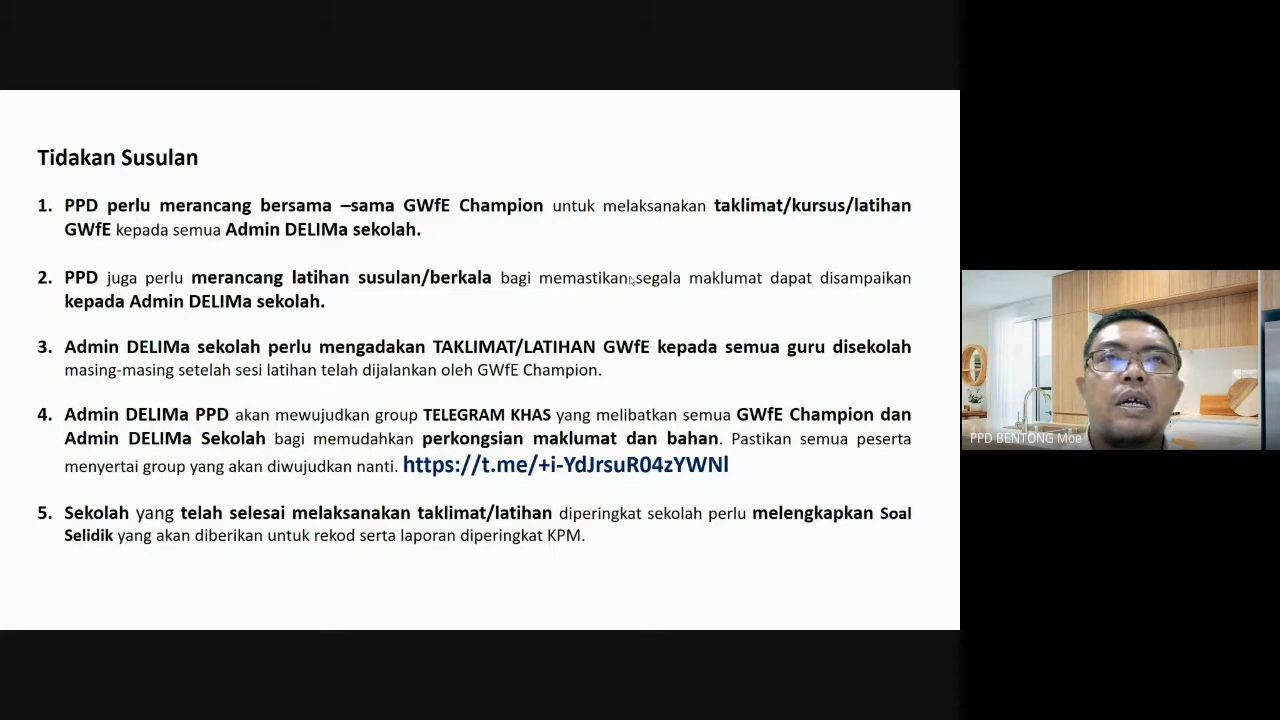 Tidakan Susulan
1. PPD perlu merancang bersama –sama GWfE Champion untuk melaksanakan taklimat/kursus/latihan
GWfE kepada semua Admin DELIMa sekolah.
2. PPD juga perlu merancang latihan susulan/berkala bagi memastikan segala maklumat dapat disampaikan
kepada Admin DELIMa sekolah.
3. Admin DELIMa sekolah perlu mengadakan TAKLIMAT/LATIHAN GWfE kepada semua guru disekolah
masing-masing setelah sesi latihan telah dijalankan oleh GWfE Champion.
4. Admin DELIMa PPD akan mewujudkan group TELEGRAM KHAS yang melibatkan semua GWfE Champion dan
Admin DELIMa Sekolah bagi memudahkan perkongsian maklumat dan bahan. Pastikan semua peserta
menyertai group yang akan diwujudkan nanti. https://t.me/+i-YdJrsuR04zYWNl
5. Sekolah yang telah selesai melaksanakan taklimat/latihan diperingkat sekolah perlu melengkapkan Soal
Selidik yang akan diberikan untuk rekod serta laporan diperingkat KPM.
PPD BENTONG Moe